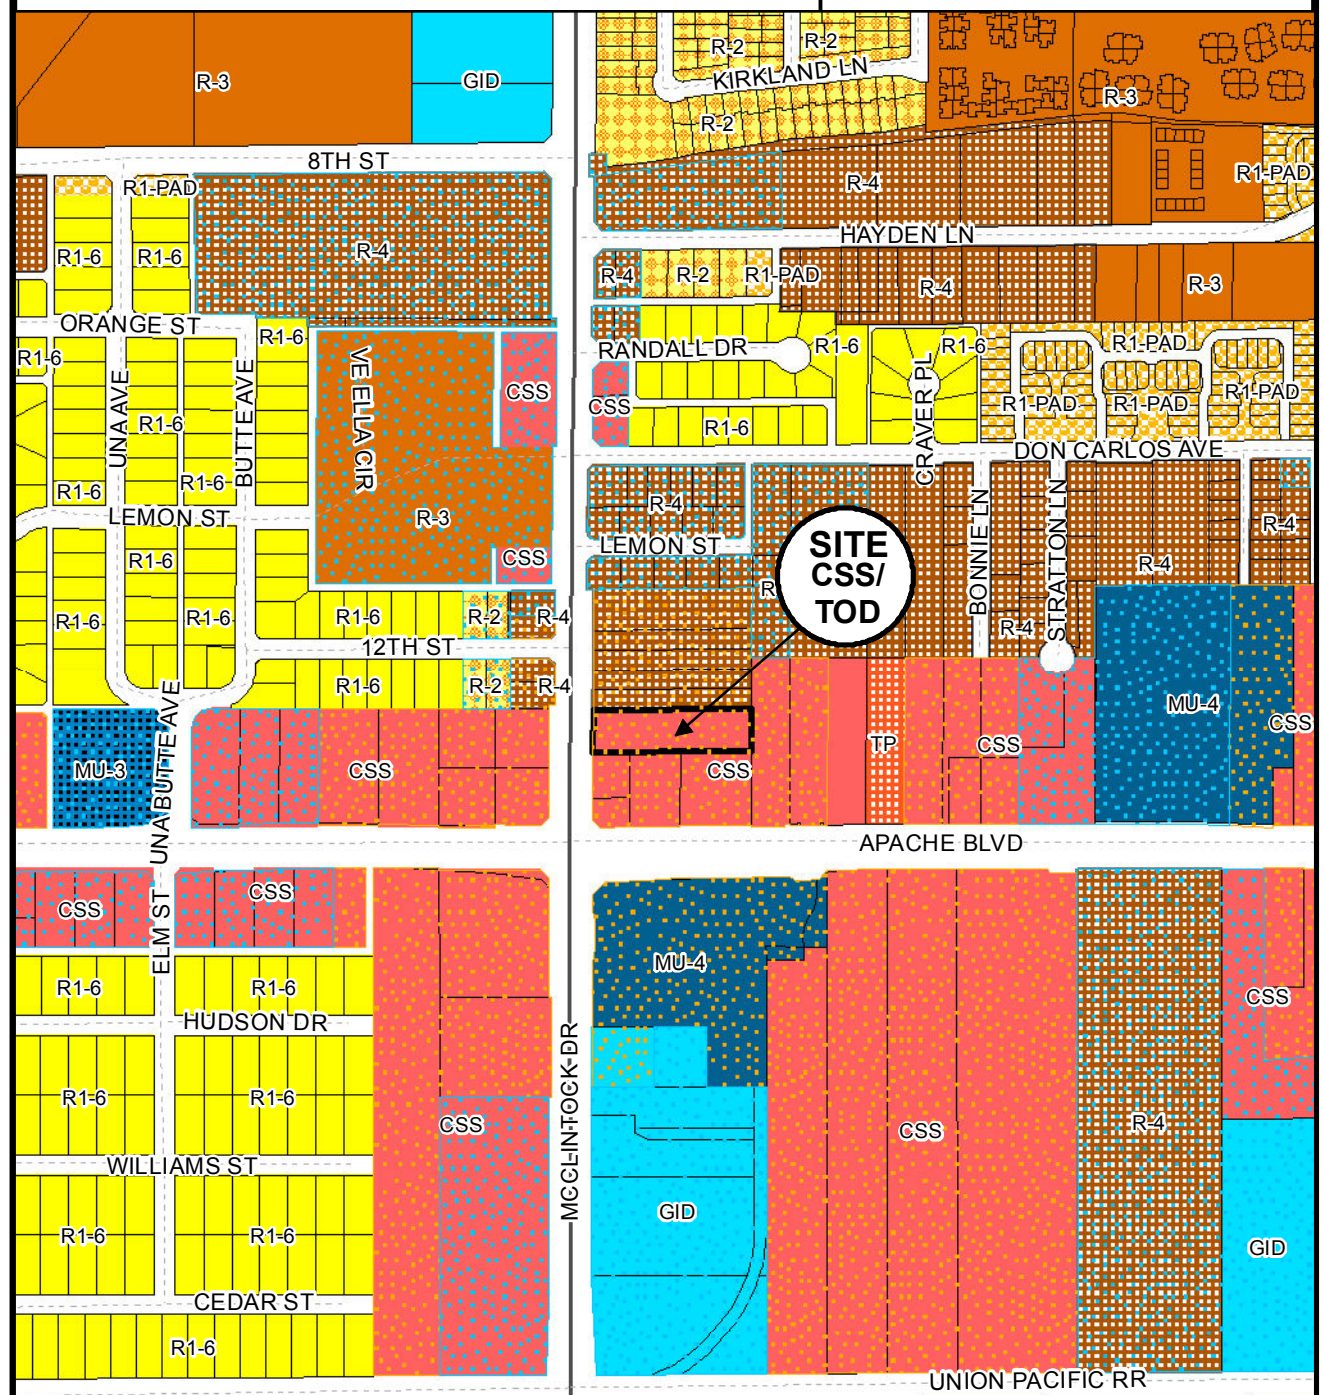 R-2
R-2
KIRKLAND LN
R-3
GID
R-3
R-2
8TH ST
R1-PAD
R-4
R1-PAD
R1-6
R1-6
R-4
HAYDEN LN
R-4
R-2
R1-PAD
R-4
R-3
ORANGE ST
R1-6
RANDALL DR
R1-6
R1-6
R1-PAD
R1-6
UNA AVE
BUTTE AVE
VE ELLA CIR
CSS
CSS
CRAVER PL
R1-PAD
R1-PAD
R1-PAD
R1-6
R1-6
DON CARLOS AVE
R1-6
R1-6
LEMON ST
R-3
R-4
R-4
LEMON ST
SITE
CSS/
TOD
BONNIE LN
STRATTON LN
R-4
R1-6
CSS
R1-6
R1-6
R1-6
R-2
R-4
R-4
12TH ST
R1-6
R-2
R-4
UNA BUTTE AVE
MU-3
CSS
CSS
TP
CSS
MU-4
CSS
APACHE BLVD
CSS
CSS
ELM ST
MU-4
R1-6
R1-6
CSS
HUDSON DR
MCCLINTOCK DR
R1-6
R1-6
CSS
CSS
R-4
WILLIAMS ST
R1-6
R1-6
GID
GID
CEDAR ST
R1-6
UNION PACIFIC RR